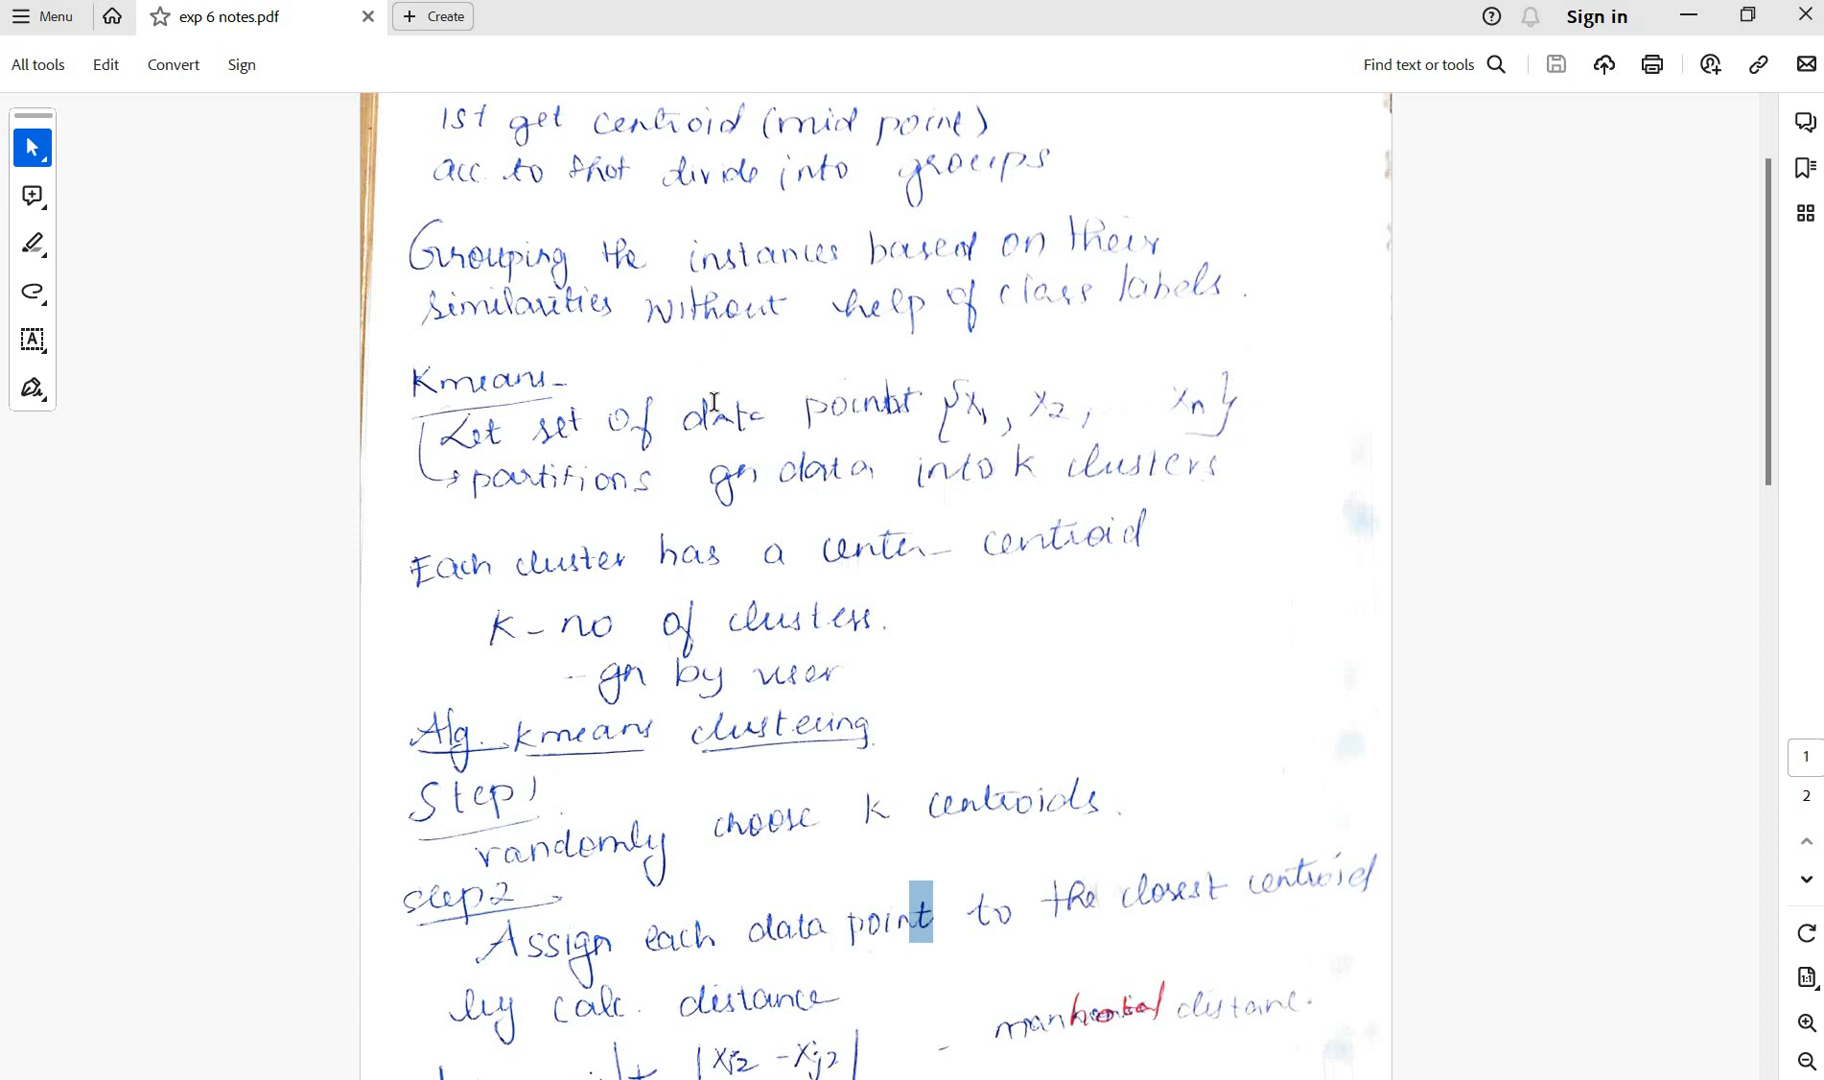 Menu
exp 6 notes.pdf
Create
Sign in
All tools
Edit
Convert
Sign
Find text or tools
1st get centroid (mid point)
acc. to that divide into groups
Grouping the instances based on their
similarities without help of class labels.
Kmeans-
Let set of data points {x1, x2, xn}
partitions gn data into k clusters
Each cluster has a center - centroid
K - no of clusters.
- gn by user
Alg. kmeans clustering
Step 1
randomly choose k centroids.
step 2
Assign each data point to the closest centroid
by calc. distance
distance.
|xi2 - xj2|
1
2